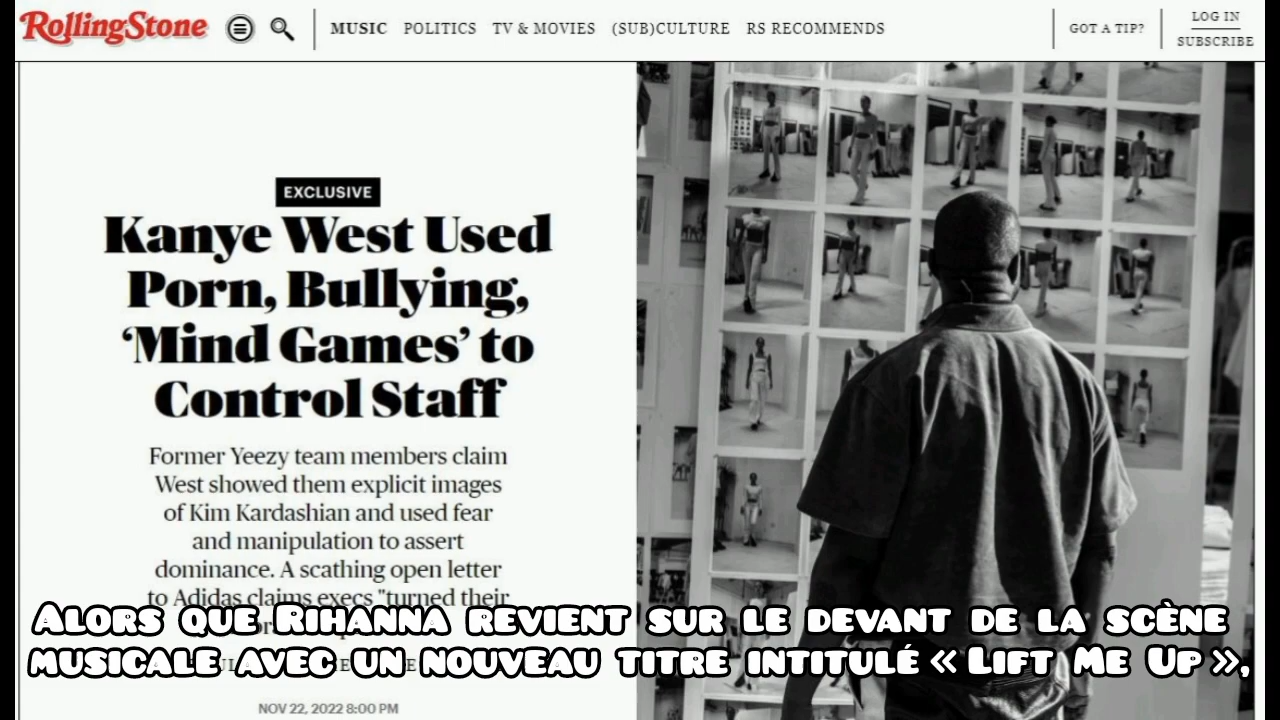 RollingStone MUSIC POLITICS TV & MOVIES (SUB)CULTURE RS RECOMMENDS GOT A TIP? LOG IN
SUBSCRIBE
EXCLUSIVE
Kanye West Used
Porn, Bullying,
‘Mind Games’ to
Control Staff
Former Yeezy team members claim
West showed them explicit images
of Kim Kardashian and used fear
and manipulation to assert
dominance. A scathing open letter
to Adidas claims execs "turned their
Alors que Rihanna revient sur le devant de la scène
musicale avec un nouveau titre intitulé « Lift Me Up »,
NOV 22, 2022 8:00 PM